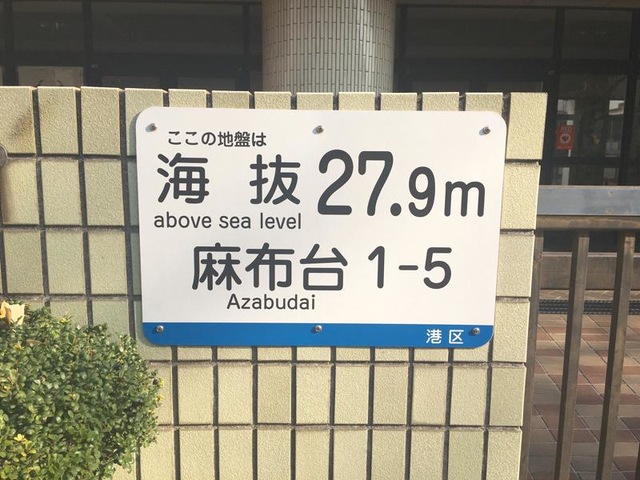 ここの地盤は
海抜 27.9m
above sea level
麻布台 1-5
Azabudai
港区